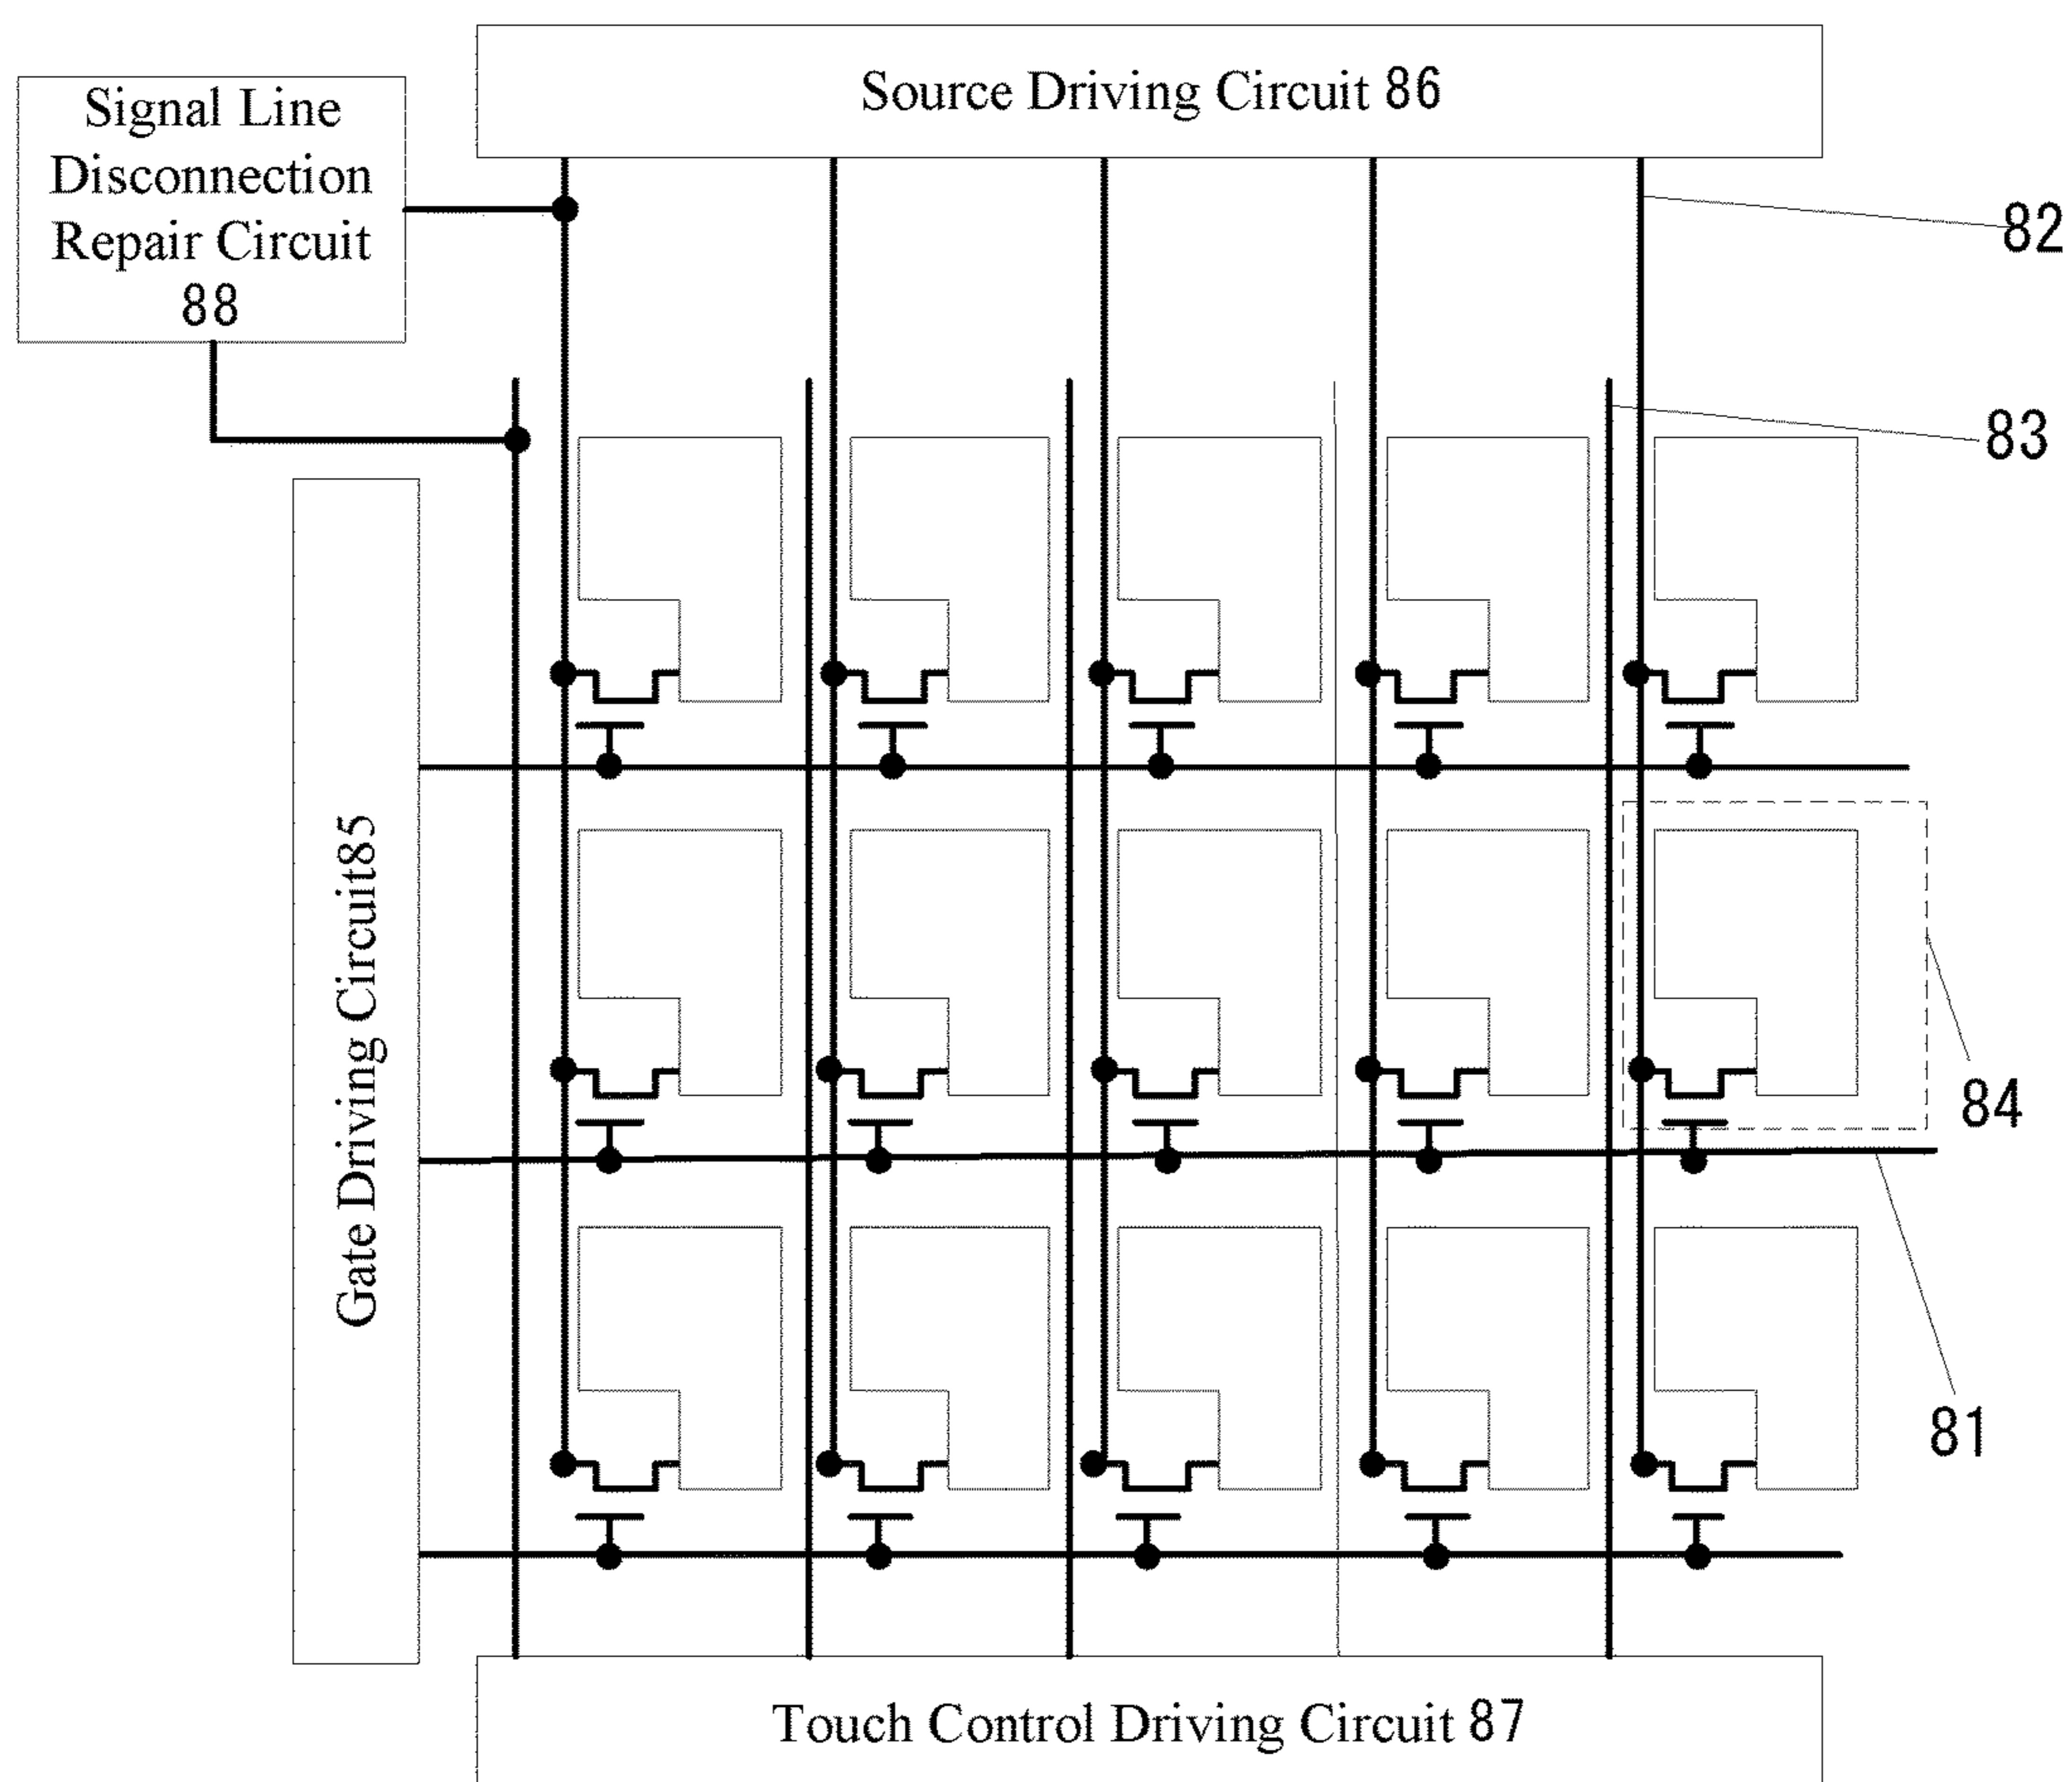 Source Driving Circuit 86
Signal Line
Disconnection
Repair Circuit
88
82
83
Gate Driving Circuit85
84
81
Touch Control Driving Circuit 87